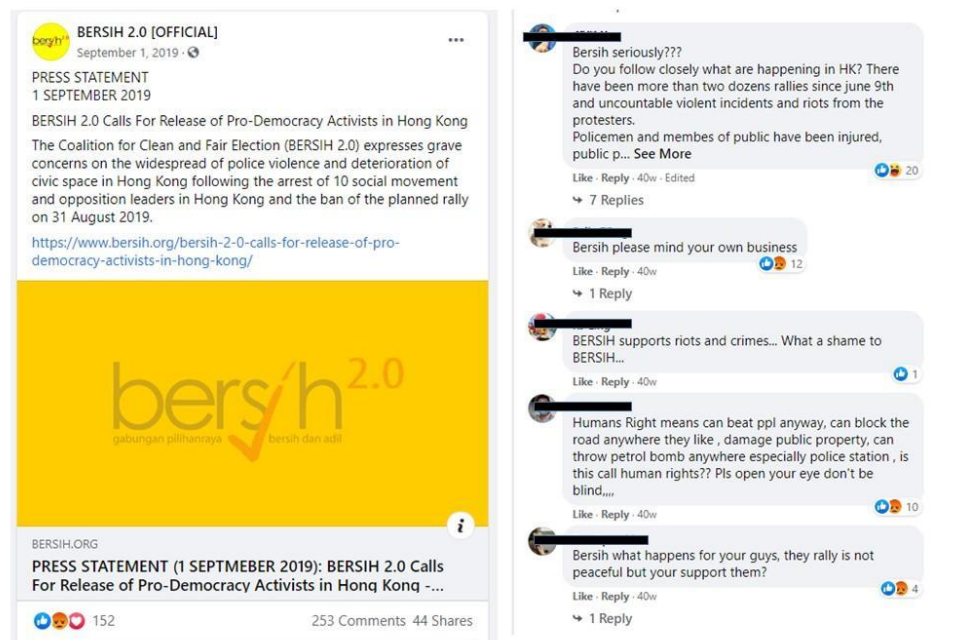 BERSIH 2.0 [OFFICIAL]
September 1, 2019 ·
PRESS STATEMENT
1 SEPTEMBER 2019
BERSIH 2.0 Calls For Release of Pro-Democracy Activists in Hong Kong
The Coalition for Clean and Fair Election (BERSIH 2.0) expresses grave
concerns on the widespread of police violence and deterioration of
civic space in Hong Kong following the arrest of 10 social movement
and opposition leaders in Hong Kong and the ban of the planned rally
on 31 August 2019.
https://www.bersih.org/bersih-2-0-calls-for-release-of-pro-
democracy-activists-in-hong-kong/
bersih 2.0
gabungan pilihanraya bersih dan adil
BERSIH.ORG
PRESS STATEMENT (1 SEPTMEBER 2019): BERSIH 2.0 Calls
For Release of Pro-Democracy Activists in Hong Kong -...
152
253 Comments 44 Shares
Bersih seriously???
Do you follow closely what are happening in HK? There
have been more than two dozens rallies since june 9th
and uncountable violent incidents and riots from the
protesters.
Policemen and membes of public have been injured,
public p... See More
20
Like · Reply · 40w · Edited
7 Replies
Bersih please mind your own business
12
Like · Reply · 40w
1 Reply
BERSIH supports riots and crimes... What a shame to
BERSIH...
1
Like · Reply · 40w
Humans Right means can beat ppl anyway, can block the
road anywhere they like , damage public property, can
throw petrol bomb anywhere especially police station , is
this call human rights?? Pls open your eye don't be
blind,,,,
10
Like · Reply · 40w
Bersih what happens for your guys, they rally is not
peaceful but your support them?
4
Like · Reply · 40w
1 Reply